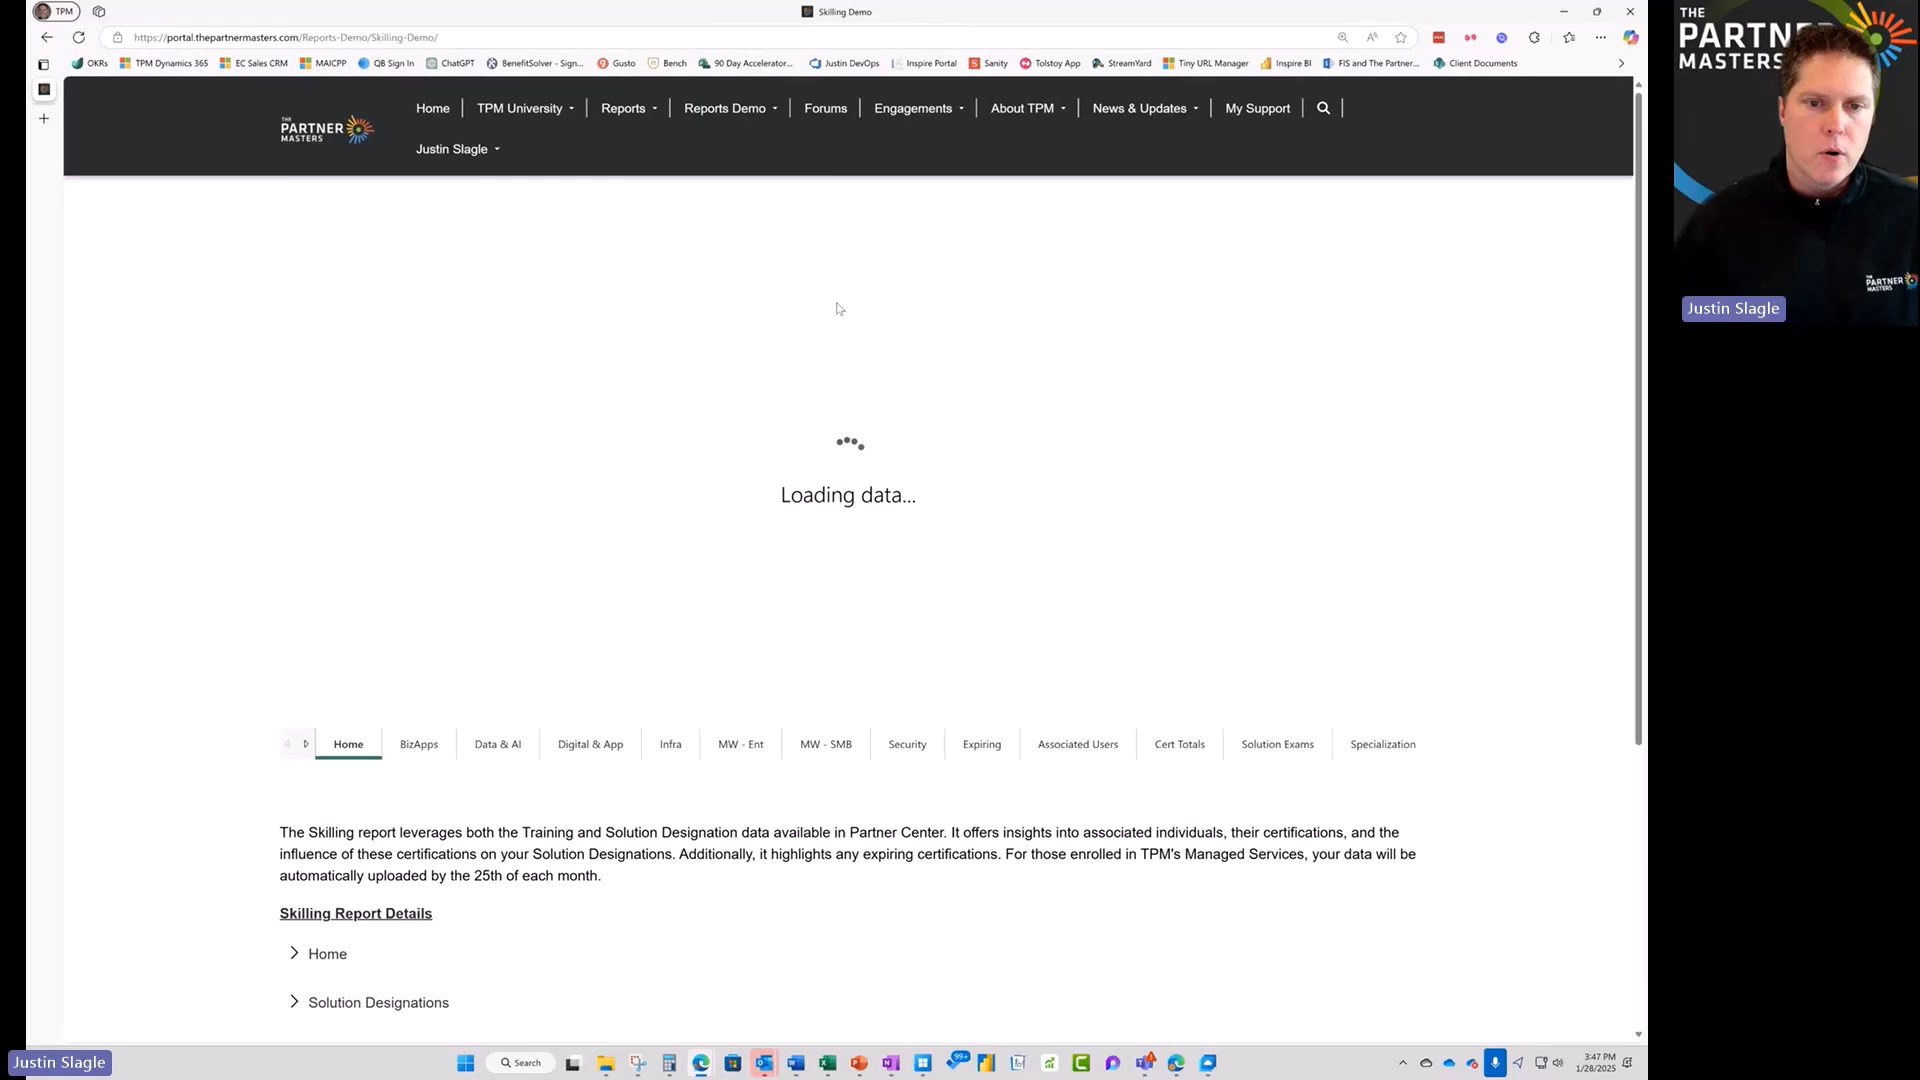 TPM
Skilling Demo
https://portal.thepartnermasters.com/Reports-Demo/Skilling-Demo/
OKRs
TPM Dynamics 365
EC Sales CRM
MAICPP
QB Sign In
ChatGPT
BenefitSolver - Sign...
Gusto
Bench
90 Day Accelerator...
Justin DevOps
Inspire Portal
Sanity
Tolstoy App
StreamYard
Tiny URL Manager
Inspire BI
FIS and The Partner...
Client Documents
THE
PARTNER
MASTERS
Home
TPM University
Reports
Reports Demo
Forums
Engagements
About TPM
News & Updates
My Support
Justin Slagle
Loading data...
Home
BizApps
Data & AI
Digital & App
Infra
MW - Ent
MW - SMB
Security
Expiring
Associated Users
Cert Totals
Solution Exams
Specialization
The Skilling report leverages both the Training and Solution Designation data available in Partner Center. It offers insights into associated individuals, their certifications, and the
influence of these certifications on your Solution Designations. Additionally, it highlights any expiring certifications. For those enrolled in TPM's Managed Services, your data will be
automatically uploaded by the 25th of each month.
Skilling Report Details
Home
Solution Designations
Search
99+
3:47 PM
1/28/2025
Justin Slagle
THE
MASTERS
THE
PARTNER
MASTERS
Justin Slagle